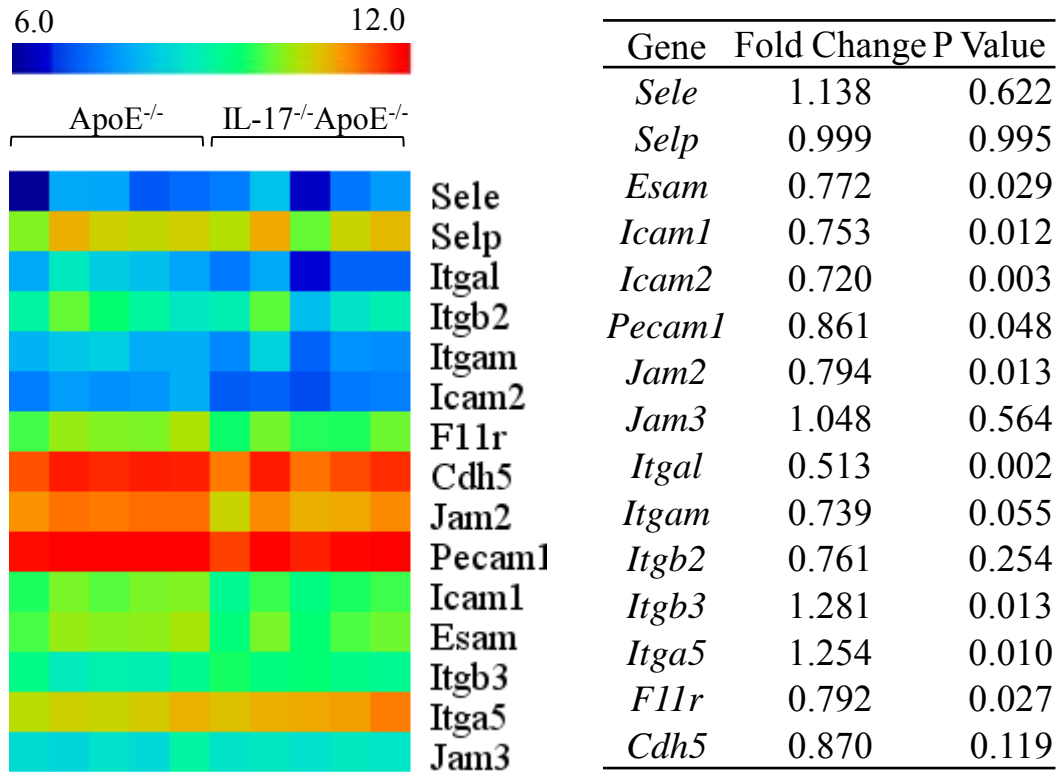 6.0 12.0
ApoE-/- IL-17-/-ApoE-/-
Sele
Selp
Itgal
Itgb2
Itgam
Icam2
F11r
Cdh5
Jam2
Pecam1
Icam1
Esam
Itgb3
Itga5
Jam3
Gene Fold Change P Value
Sele 1.138 0.622
Selp 0.999 0.995
Esam 0.772 0.029
Icam1 0.753 0.012
Icam2 0.720 0.003
Pecam1 0.861 0.048
Jam2 0.794 0.013
Jam3 1.048 0.564
Itgal 0.513 0.002
Itgam 0.739 0.055
Itgb2 0.761 0.254
Itgb3 1.281 0.013
Itga5 1.254 0.010
F11r 0.792 0.027
Cdh5 0.870 0.119